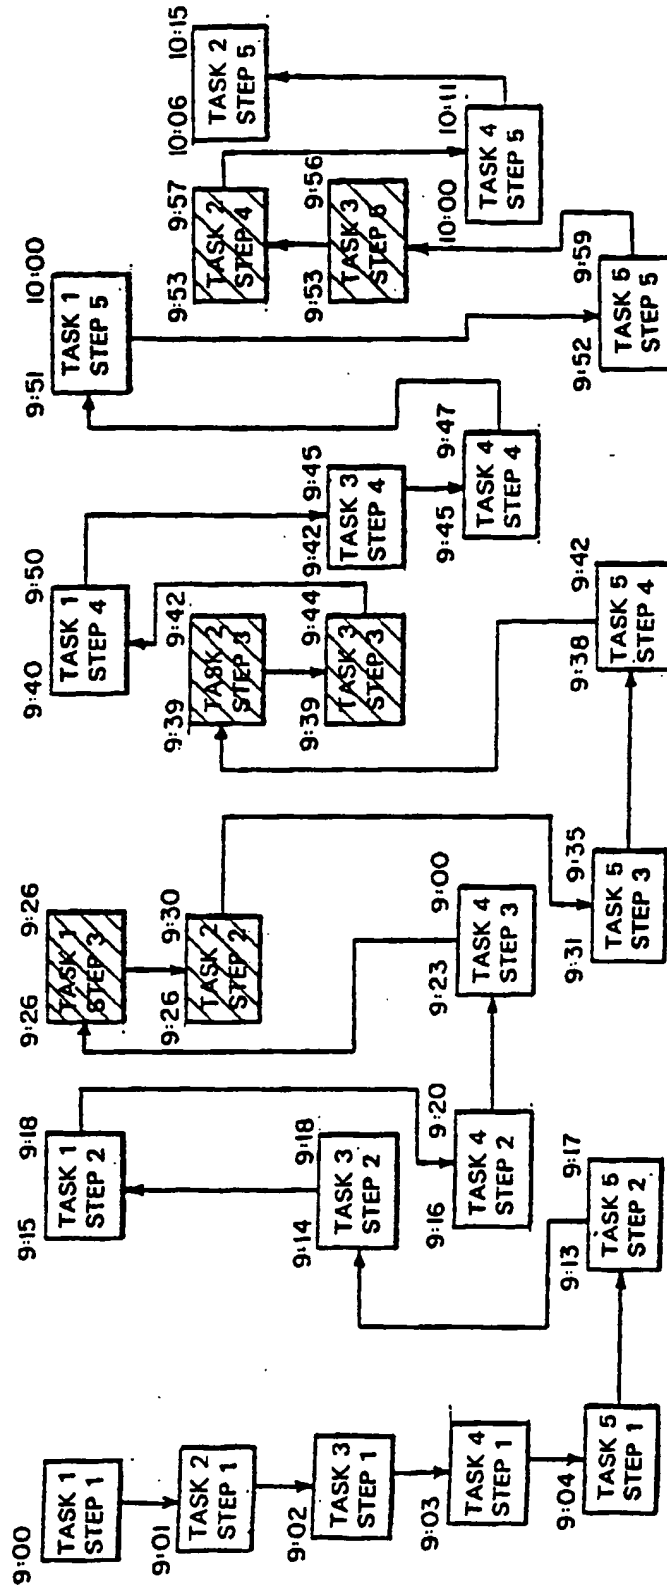 9:00
TASK 1
STEP 1
9:01
TASK 2
STEP 1
9:02
TASK 3
STEP 1
9:03
TASK 4
STEP 1
9:04
TASK 5
STEP 1
9:13 9:17
TASK 5
STEP 2
9:14 9:18
TASK 3
STEP 2
9:15 9:18
TASK 1
STEP 2
9:16 9:20
TASK 4
STEP 2
9:23 9:00
TASK 4
STEP 3
9:26 9:26
TASK 1
STEP 3
9:26 9:30
TASK 2
STEP 2
9:31 9:35
TASK 5
STEP 3
9:38 9:42
TASK 5
STEP 4
9:39 9:42
TASK 2
STEP 3
9:39 9:44
TASK 3
STEP 3
9:40 9:50
TASK 1
STEP 4
9:42 9:45
TASK 3
STEP 4
9:45 9:47
TASK 4
STEP 4
9:51 10:00
TASK 1
STEP 5
9:52 9:59
TASK 5
STEP 5
9:53 9:56
TASK 3
STEP 5
9:53 9:57
TASK 2
STEP 4
10:00 10:11
TASK 4
STEP 5
10:06 10:15
TASK 2
STEP 5